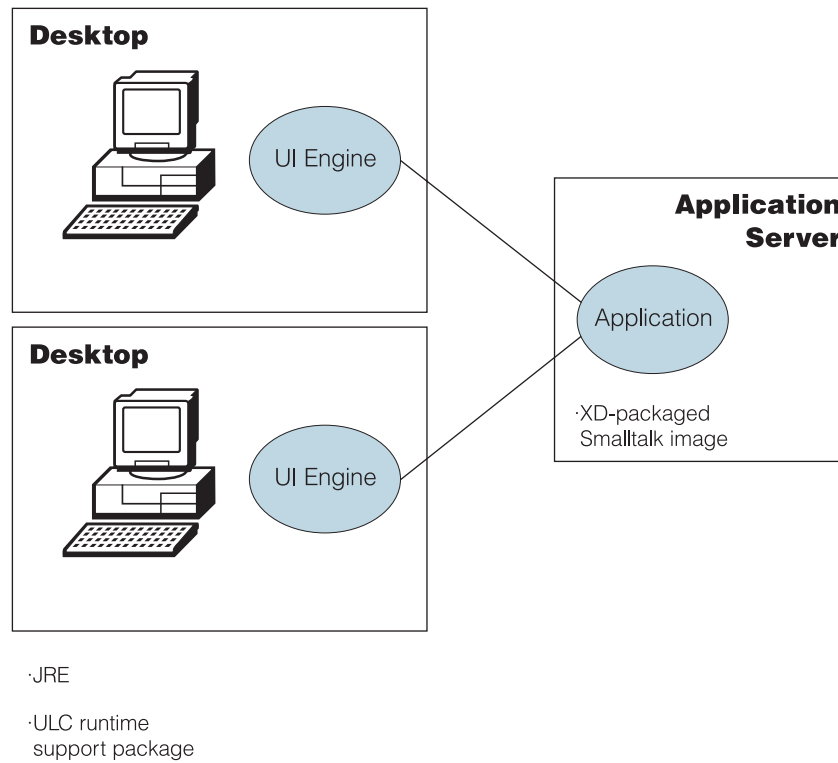 Desktop
UI Engine
Application
Server
Application
·XD-packaged
Smalltalk image
Desktop
UI Engine
·JRE
·ULC runtime
support package